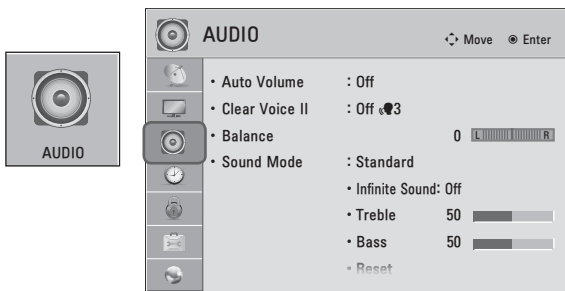 AUDIO
AUDIO Move Enter
• Auto Volume : Off
• Clear Voice II : Off 3
• Balance 0 L R
• Sound Mode : Standard
• Infinite Sound: Off
• Treble 50
• Bass 50
• Reset